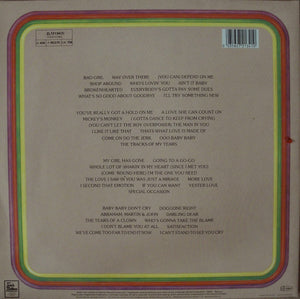 BAD GIRL WAY OVER THERE (YOU CAN) DEPEND ON ME
SHOP AROUND WHO'S LOVIN' YOU AIN'T IT BABY
BROKENHEARTED EVERYBODY'S GOTTA PAY SOME DUES
WHAT'S SO GOOD ABOUT GOODBYE I'LL TRY SOMETHING NEW
YOU'VE REALLY GOT A HOLD ON ME A LOVE SHE CAN COUNT ON
MICKEY'S MONKEY I GOTTA DANCE TO KEEP FROM CRYING
(YOU CAN'T LET THE BOY OVERPOWER) THE MAN IN YOU
I LIKE IT LIKE THAT THAT'S WHAT LOVE IS MADE OF
COME ON DO THE JERK OOO BABY BABY
THE TRACKS OF MY TEARS
MY GIRL HAS GONE GOING TO A GO-GO
WHOLE LOT OF SHAKIN' IN MY HEART (SINCE I MET YOU)
(COME 'ROUND HERE) I'M THE ONE YOU NEED
THE LOVE I SAW IN YOU WAS JUST A MIRAGE MORE LOVE
I SECOND THAT EMOTION IF YOU CAN WANT YESTER LOVE
SPECIAL OCCASION
BABY BABY DON'T CRY DOGGONE RIGHT
ABRAHAM, MARTIN & JOHN DARLING DEAR
THE TEARS OF A CLOWN WHO'S GONNA TAKE THE BLAME
I DON'T BLAME YOU AT ALL SATISFACTION
WE'VE COME TOO FAR TO END IT NOW I CAN'T STAND TO SEE YOU CRY